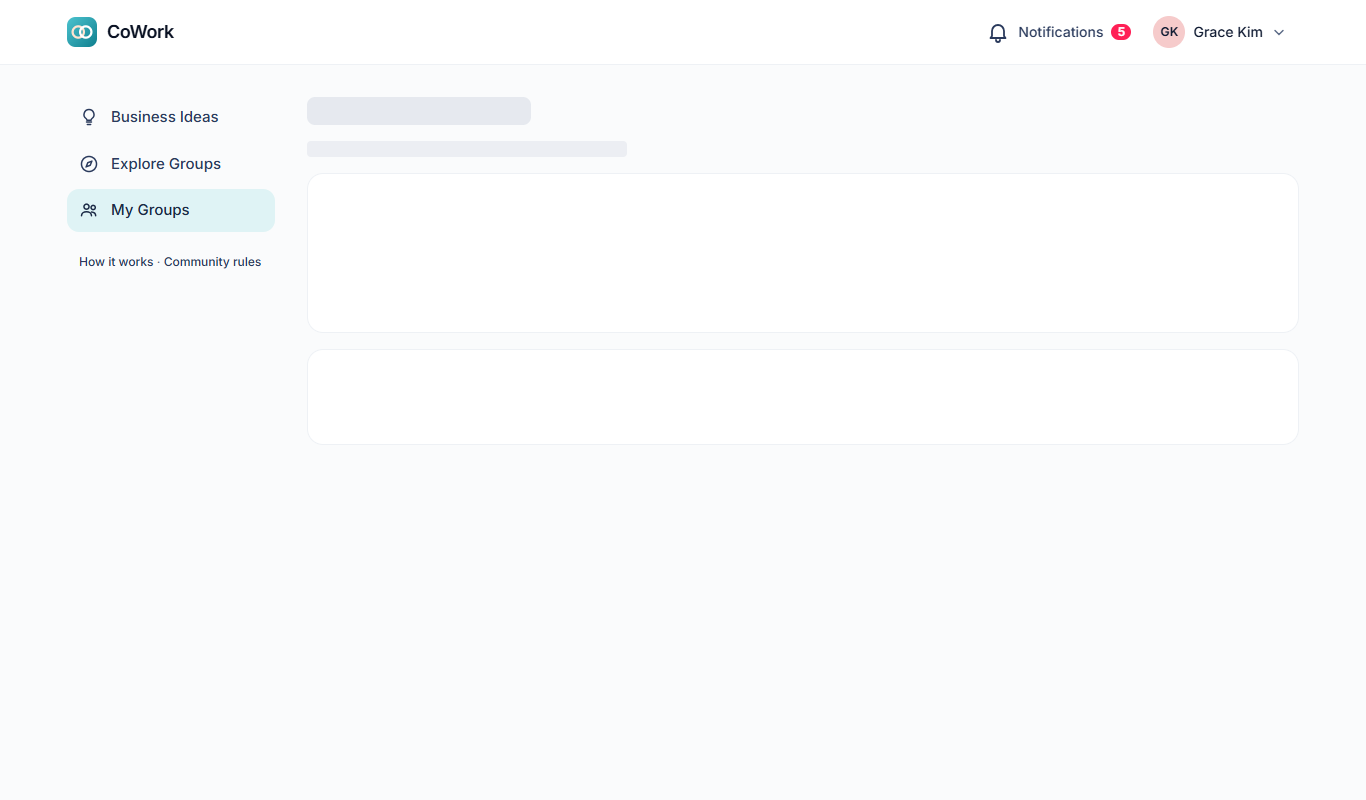 CoWork
Notifications 5
GK Grace Kim
Business Ideas
Explore Groups
My Groups
How it works · Community rules